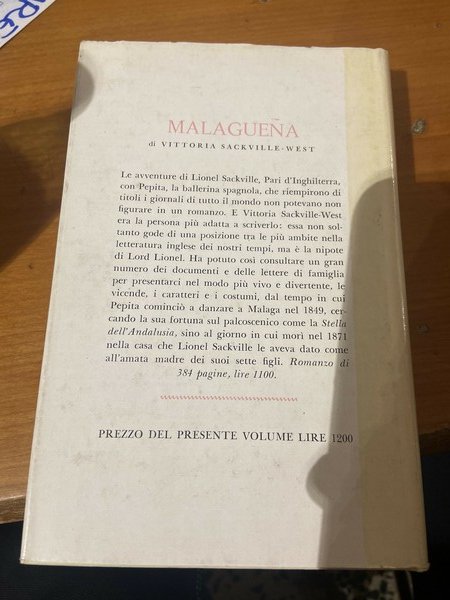 MALAGUEÑA
di VITTORIA SACKVILLE-WEST
Le avventure di Lionel Sackville, Pari d'Inghilterra,
con Pepita, la ballerina spagnola, che riempirono di
titoli i giornali di tutto il mondo non potevano non
figurare in un romanzo. E Vittoria Sackville-West
era la persona più adatta a scriverlo: essa non sol-
tanto gode di una posizione tra le più ambite nella
letteratura inglese dei nostri tempi, ma è la nipote
di Lord Lionel. Ha potuto così consultare un gran
numero dei documenti e delle lettere di famiglia
per presentarci nel modo più vivo e divertente, le
vicende, i caratteri e i costumi, dal tempo in cui
Pepita cominciò a danzare a Malaga nel 1849, cer-
cando la sua fortuna sul palcoscenico come la Stella
dell'Andalusia, sino al giorno in cui morì nel 1871
nella casa che Lionel Sackville le aveva dato come
all'amata madre dei suoi sette figli. Romanzo di
384 pagine, lire 1100.
PREZZO DEL PRESENTE VOLUME LIRE 1200